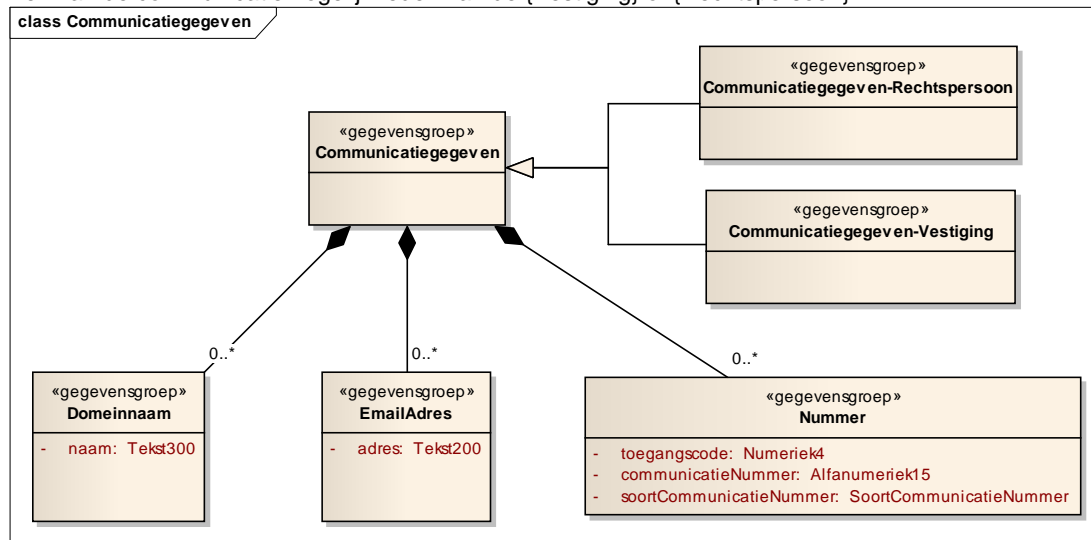 class Communicatiegegeven
«gegevensgroep»
Communicatiegegeven-Rechtspersoon
«gegevensgroep»
Communicatiegegeven
«gegevensgroep»
Communicatiegegeven-Vestiging
0..*
0..*
0..*
«gegevensgroep»
Domeinnaam
- naam: Tekst300
«gegevensgroep»
EmailAdres
- adres: Tekst200
«gegevensgroep»
Nummer
- toegangscode: Numeriek4
- communicatieNummer: Alfanumeriek15
- soortCommunicatieNummer: SoortCommunicatieNummer